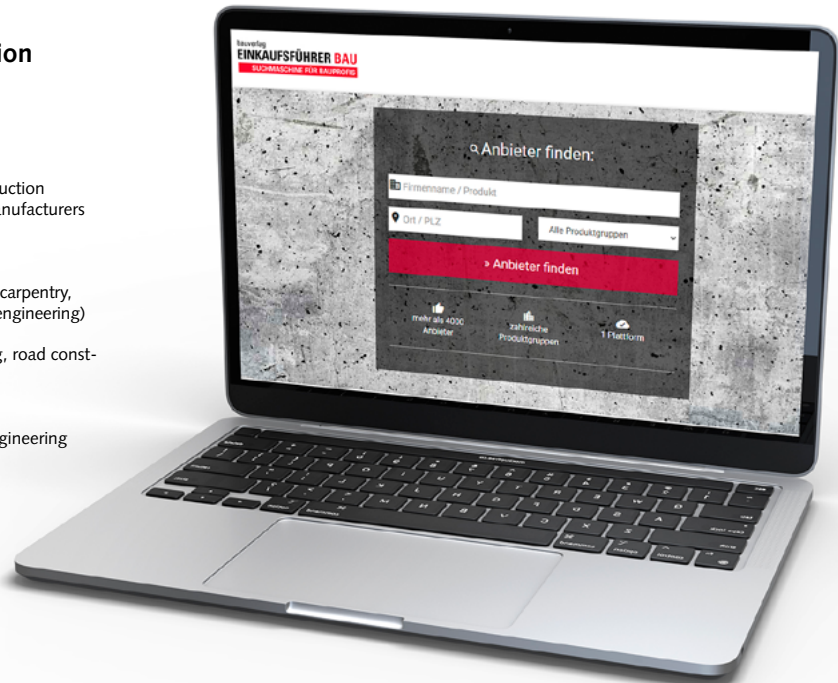 ion
uction
anufacturers
carpentry,
engineering)
g, road const-
gineering
bauverlag
EINKAUFSFÜHRER BAU
SUCHMASCHINE FÜR BAUPROFIS
Anbieter finden:
Firmenname / Produkt
Ort / PLZ
Alle Produktgruppen
» Anbieter finden
mehr als 4000
Anbieter
zahlreiche
Produktgruppen
1 Plattform